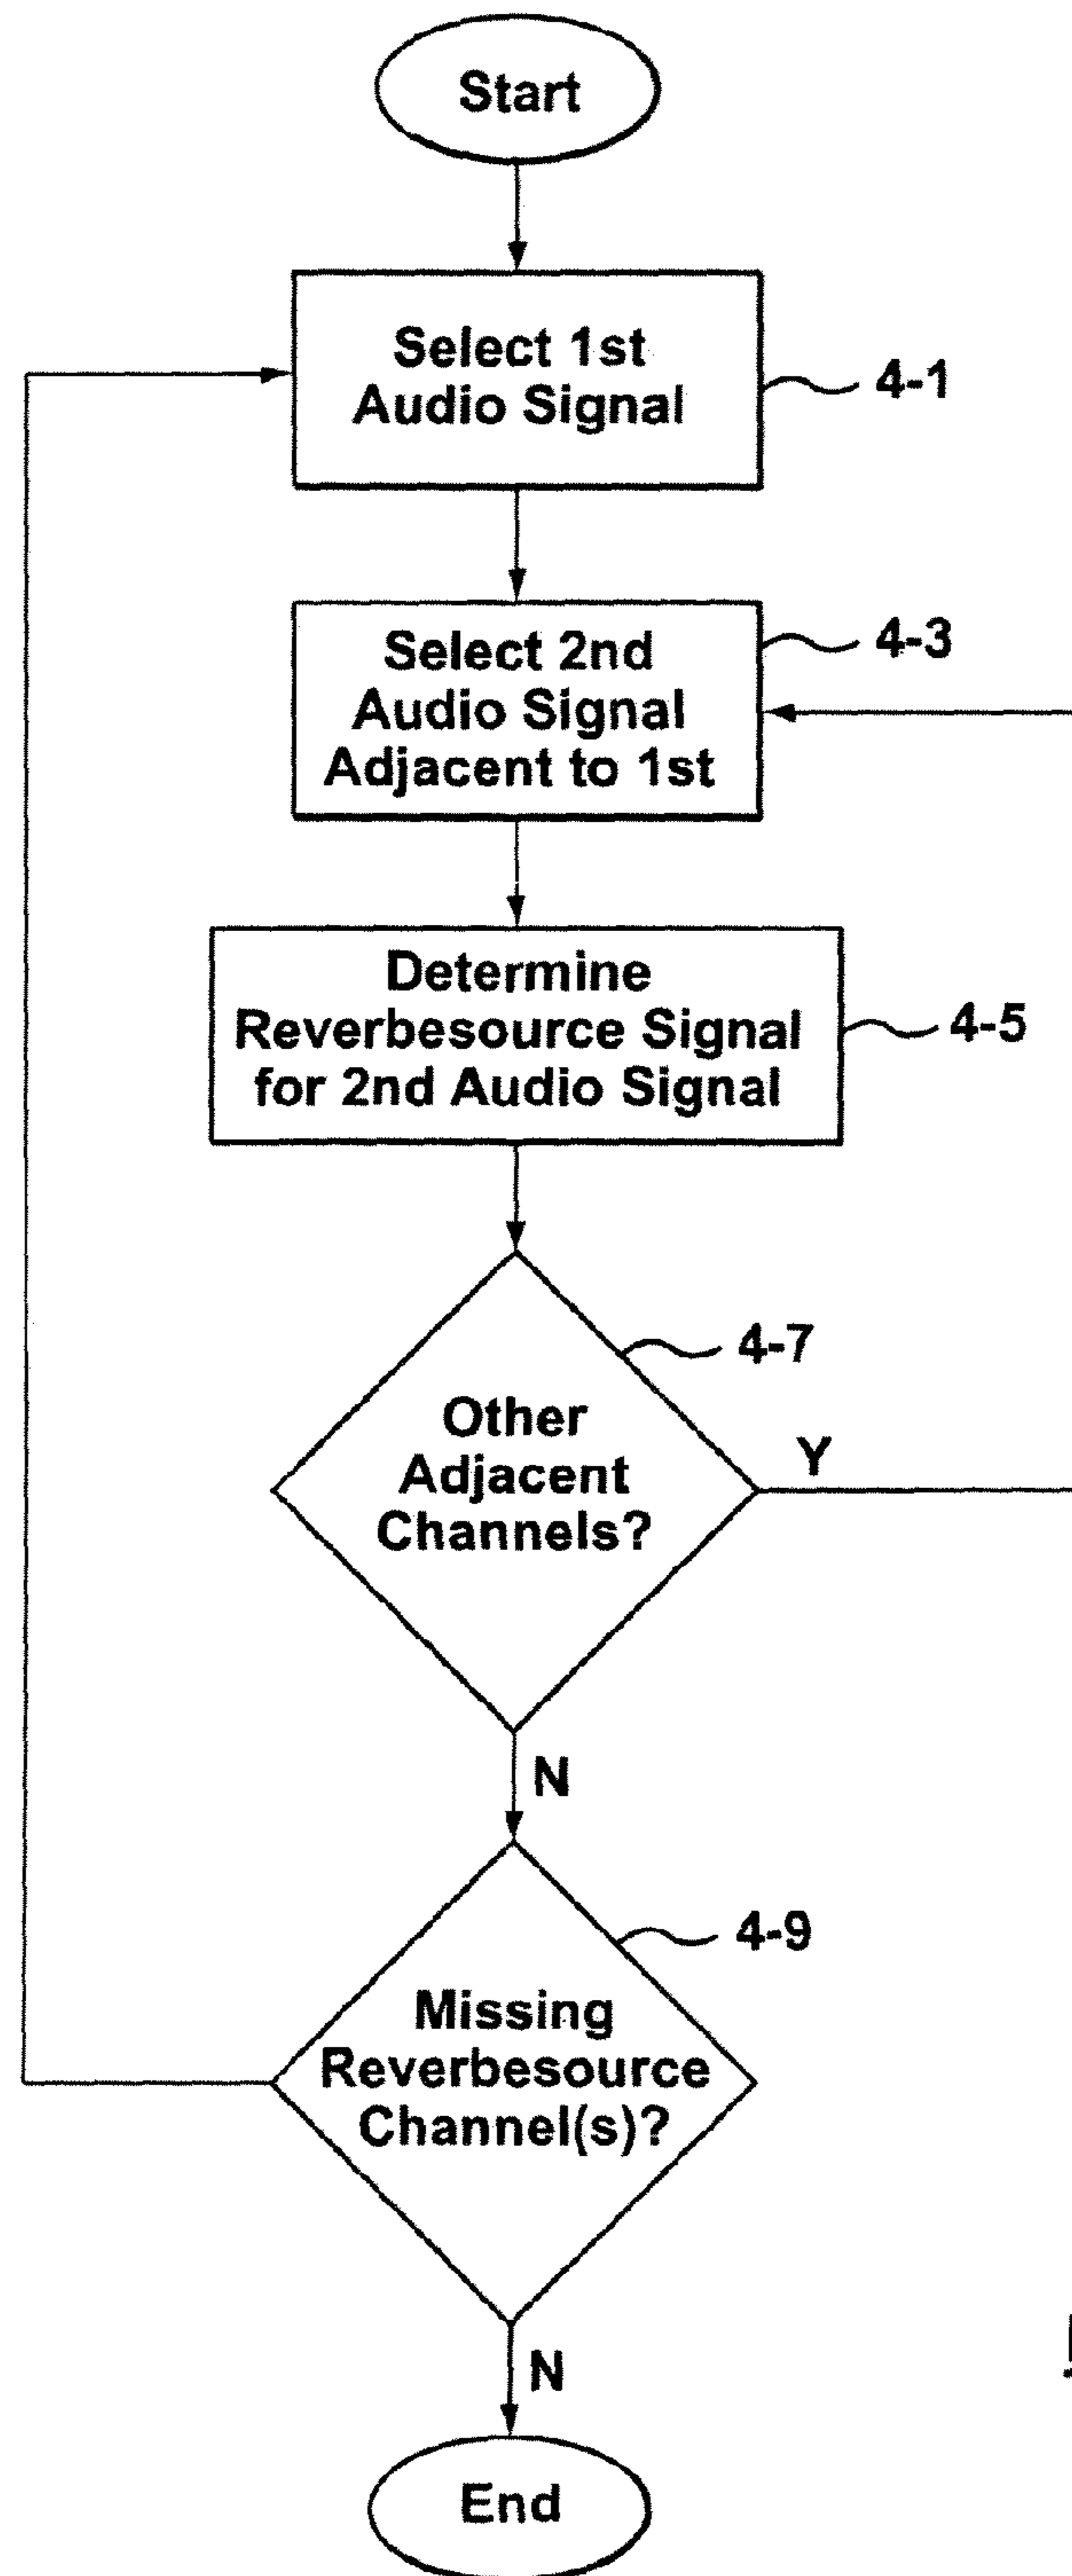 Start
Select 1st
Audio Signal
4-1
Select 2nd
Audio Signal
Adjacent to 1st
4-3
Determine
Reverbesource Signal
for 2nd Audio Signal
4-5
4-7
Other
Adjacent
Channels?
Y
N
4-9
Missing
Reverbesource
Channel(s)?
N
End